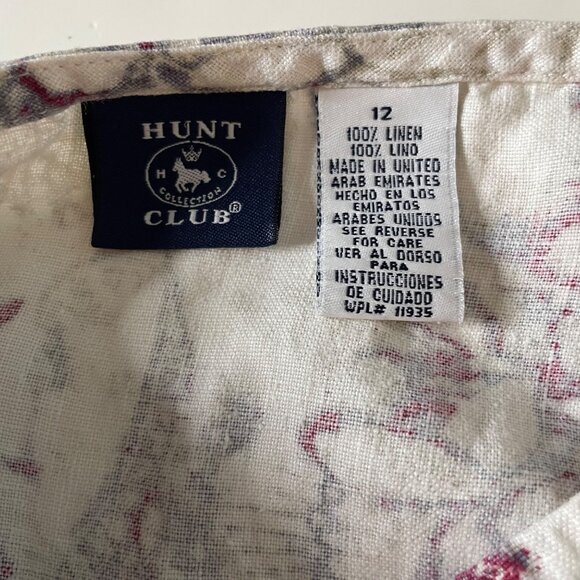 HUNT
H C
COLLECTION
CLUB®
12
100% LINEN
100% LINO
MADE IN UNITED
ARAB EMIRATES
HECHO EN LOS
EMIRATOS
ARABES UNIDOS
SEE REVERSE
FOR CARE
VER AL DORSO
PARA
INSTRUCCIONES
DE CUIDADO
WPL# 11935